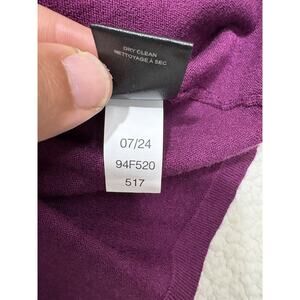 DRY CLEAN
NETTOYAGE À SEC
07/24
94F520
517